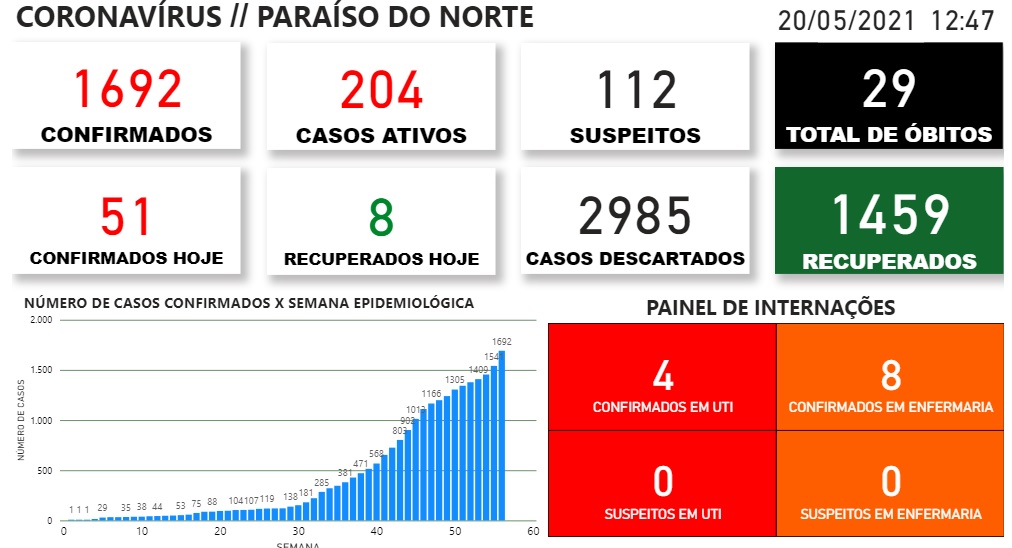 CORONAVÍRUS // PARAÍSO DO NORTE
20/05/2021 12:47
1692
CONFIRMADOS
204
CASOS ATIVOS
112
SUSPEITOS
29
TOTAL DE ÓBITOS
51
CONFIRMADOS HOJE
8
RECUPERADOS HOJE
2985
CASOS DESCARTADOS
1459
RECUPERADOS
NÚMERO DE CASOS CONFIRMADOS X SEMANA EPIDEMIOLÓGICA
NÚMERO DE CASOS
2.000
1.500
1.000
500
0
1 1 1 29 35 38 44 53 75 88 104 107 119 138 181 285 381 471 568 803 903 1013 1166 1305 1409 154 1692
0 10 20 30 40 50 60
SEMANA
PAINEL DE INTERNAÇÕES
4
CONFIRMADOS EM UTI
8
CONFIRMADOS EM ENFERMARIA
0
SUSPEITOS EM UTI
0
SUSPEITOS EM ENFERMARIA